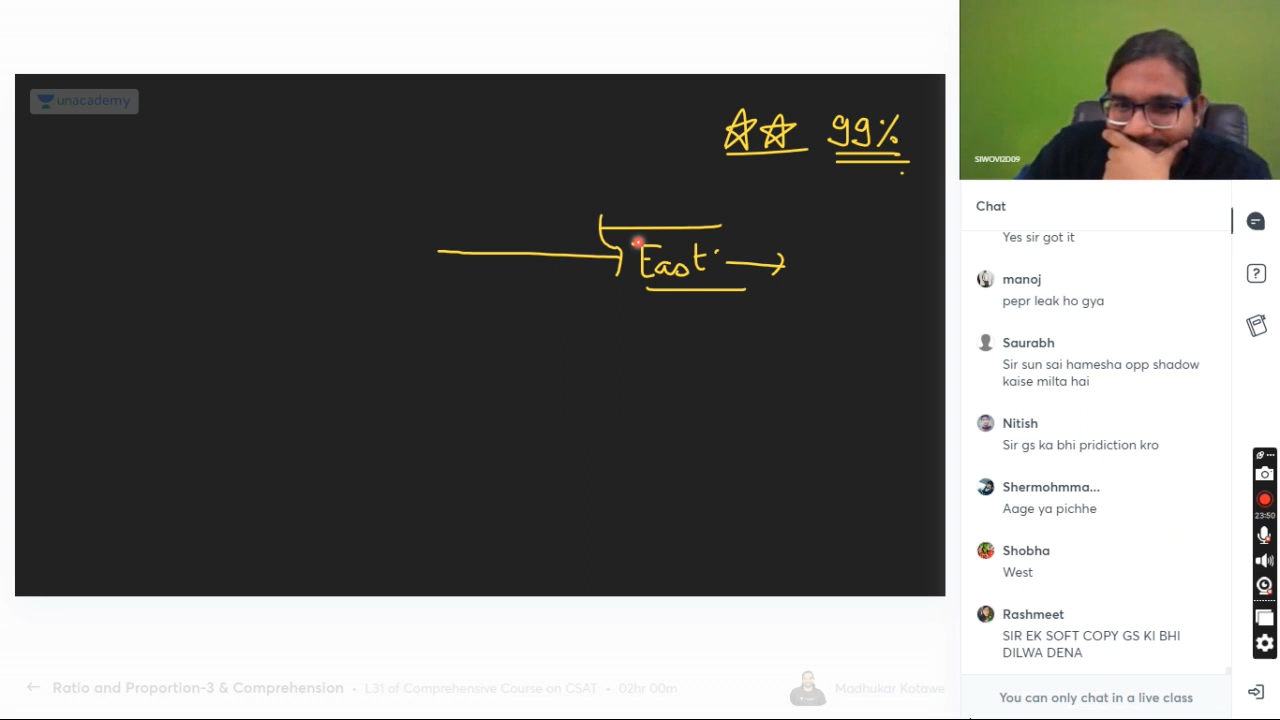 unacademy
99%
East
SIWOVI2D09
Chat
Yes sir got it
manoj
pepr leak ho gya
Saurabh
Sir sun sai hamesha opp shadow
kaise milta hai
Nitish
Sir gs ka bhi pridiction kro
Shermohmma...
Aage ya pichhe
Shobha
West
Rashmeet
SIR EK SOFT COPY GS KI BHI
DILWA DENA
You can only chat in a live class
23:50
Ratio and Proportion-3 & Comprehension • L31 of Comprehensive Course on CSAT • 02hr 00m
Madhukar Kotawe